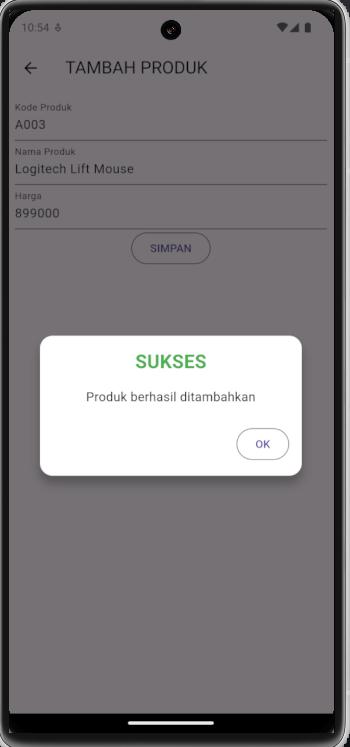 10:54
TAMBAH PRODUK
Kode Produk
A003
Nama Produk
Logitech Lift Mouse
Harga
899000
SIMPAN
SUKSES
Produk berhasil ditambahkan
OK